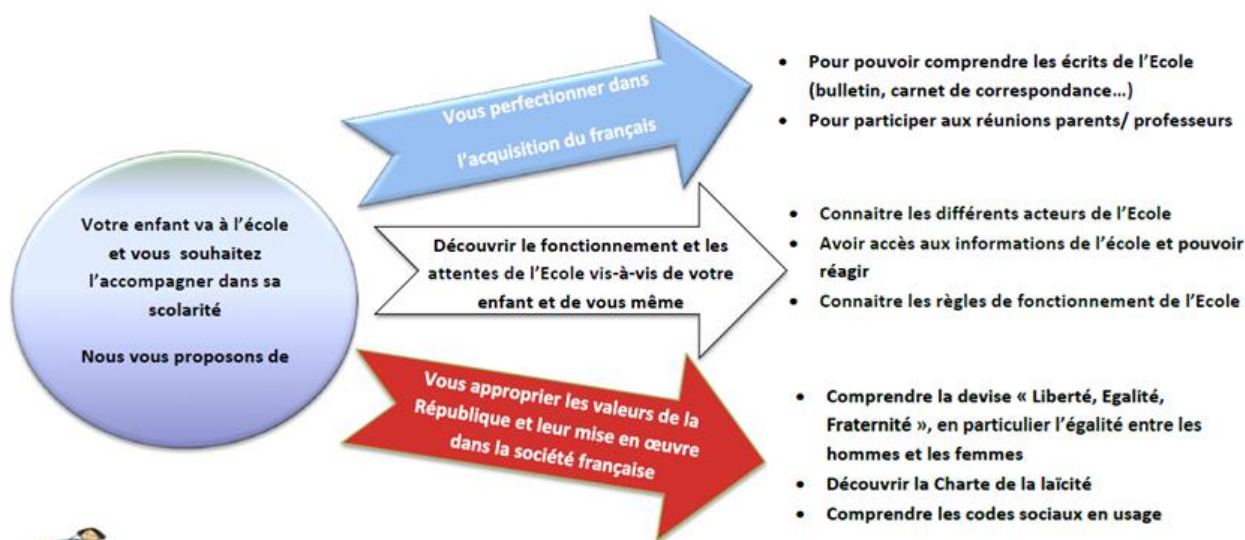 Votre enfant va à l'école
et vous souhaitez
l'accompagner dans sa
scolarité
Nous vous proposons de
Vous perfectionner dans
l'acquisition du français
• Pour pouvoir comprendre les écrits de l'Ecole
(bulletin, carnet de correspondance...)
• Pour participer aux réunions parents/ professeurs
Découvrir le fonctionnement et les
attentes de l'Ecole vis-à-vis de votre
enfant et de vous même
• Connaitre les différents acteurs de l'Ecole
• Avoir accès aux informations de l'école et pouvoir
réagir
• Connaitre les règles de fonctionnement de l'Ecole
Vous approprier les valeurs de la
République et leur mise en œuvre
dans la société française
• Comprendre la devise « Liberté, Egalité,
Fraternité », en particulier l'égalité entre les
hommes et les femmes
• Découvrir la Charte de la laïcité
• Comprendre les codes sociaux en usage